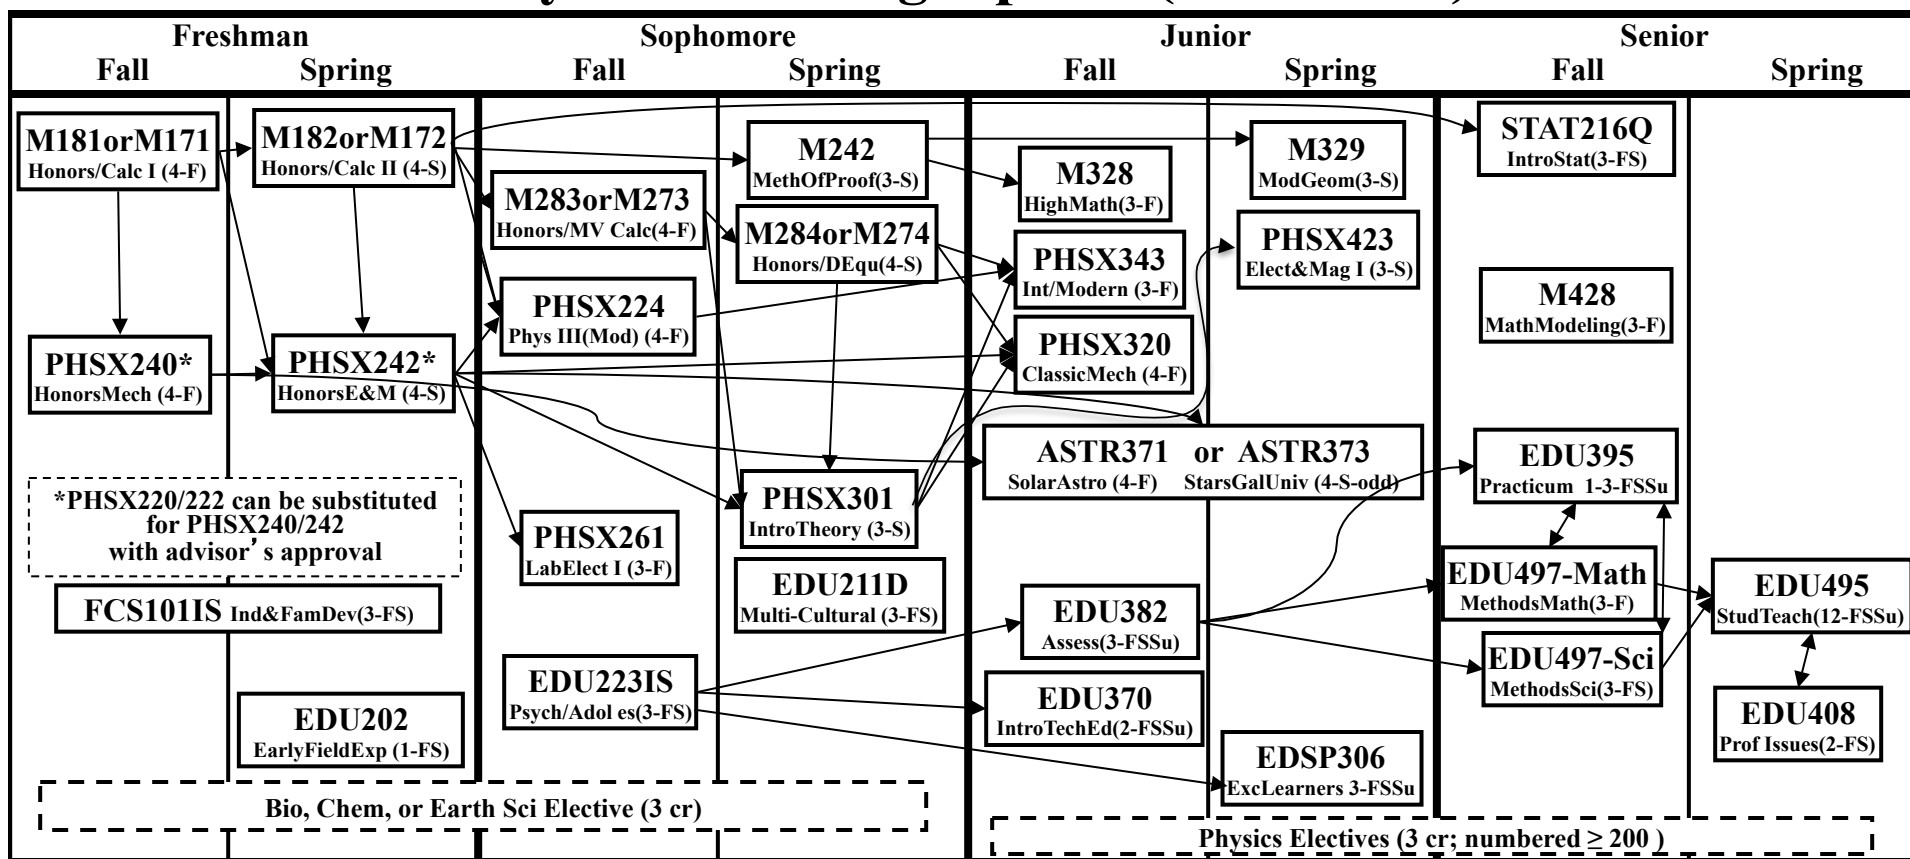 Freshman
Sophomore
Junior
Senior
Fall
Spring
Fall
Spring
Fall
Spring
Fall
Spring
M181orM171
Honors/Calc I (4-F)
M182orM172
Honors/Calc II (4-S)
M242
MethOfProof(3-S)
M329
ModGeom(3-S)
STAT216Q
IntroStat(3-FS)
M283orM273
Honors/MV Calc(4-F)
M328
HighMath(3-F)
M284orM274
Honors/DEqu(4-S)
PHSX423
Elect&Mag I (3-S)
PHSX343
Int/Modern (3-F)
PHSX224
Phys III(Mod) (4-F)
M428
MathModeling(3-F)
PHSX240*
HonorsMech (4-F)
PHSX242*
HonorsE&M (4-S)
PHSX320
ClassicMech (4-F)
ASTR371 or ASTR373
SolarAstro (4-F) StarsGalUniv (4-S-odd)
EDU395
Practicum 1-3-FSSu
*PHSX220/222 can be substituted
for PHSX240/242
with advisor's approval
PHSX301
IntroTheory (3-S)
PHSX261
LabElect I (3-F)
FCS101IS Ind&FamDev(3-FS)
EDU211D
Multi-Cultural (3-FS)
EDU382
Assess(3-FSSu)
EDU497-Math
MethodsMath(3-F)
EDU495
StudTeach(12-FSSu)
EDU223IS
Psych/Adol es(3-FS)
EDU370
IntroTechEd(2-FSSu)
EDU497-Sci
MethodsSci(3-FS)
EDU202
EarlyFieldExp (1-FS)
EDU408
Prof Issues(2-FS)
EDSP306
ExcLearners 3-FSSu
Bio, Chem, or Earth Sci Elective (3 cr)
Physics Electives (3 cr; numbered ≥ 200 )